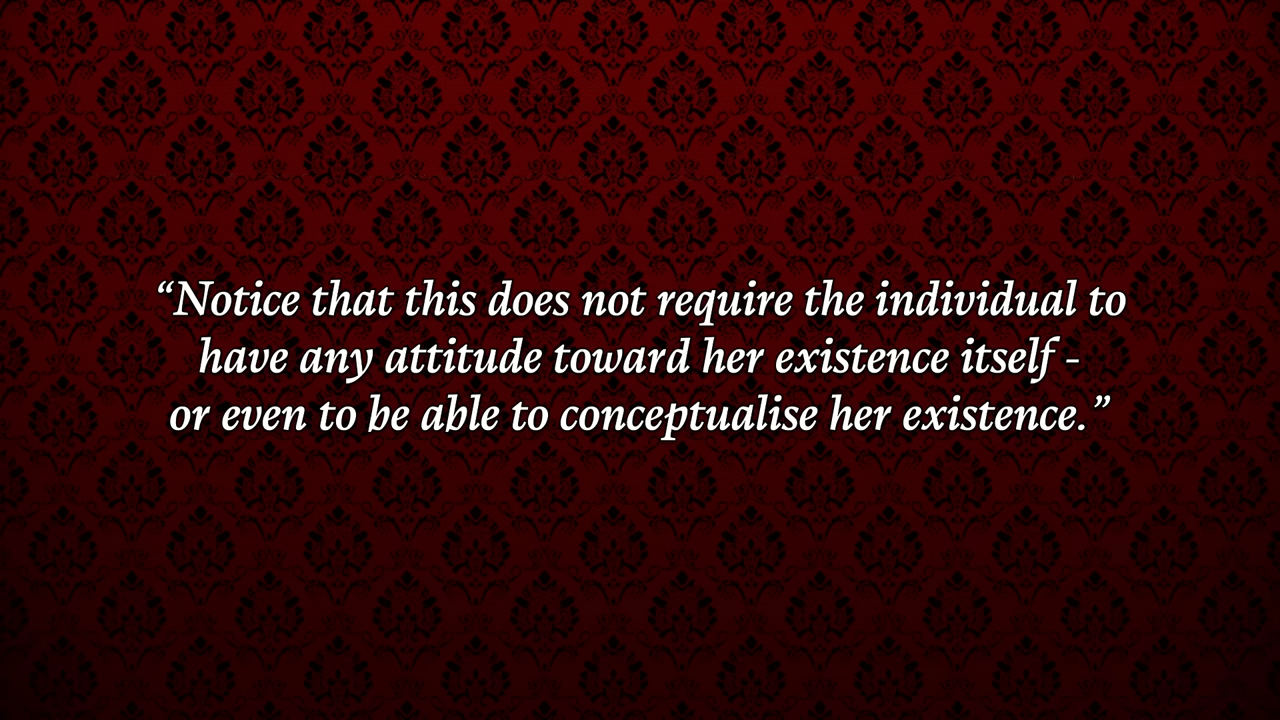 “Notice that this does not require the individual to
have any attitude toward her existence itself -
or even to be able to conceptualise her existence.”